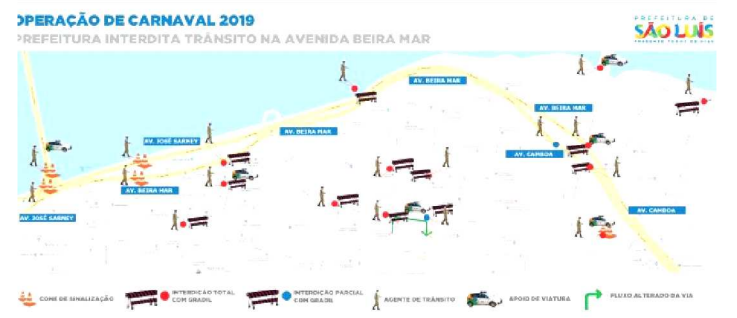 OPERAÇÃO DE CARNAVAL 2019
PREFEITURA INTERDITA TRÂNSITO NA AVENIDA BEIRA MAR
PREFEITURA DE
SÃO LUÍS
AV. BEIRA MAR
AV. BEIRA MAR
AV. BEIRA MAR
AV. JOSÉ SARNEY
AV. CAMBOA
AV. BEIRA MAR
AV. CAMBOA
AV. JOSÉ SARNEY
CONE DE SINALIZAÇÃO
INTERDIÇÃO TOTAL
COM GRADIL
INTERDIÇÃO PARCIAL
COM GRADIL
AGENTE DE TRÂNSITO
APOIO DE VIATURA
FLUXO ALTERADO DA VIA